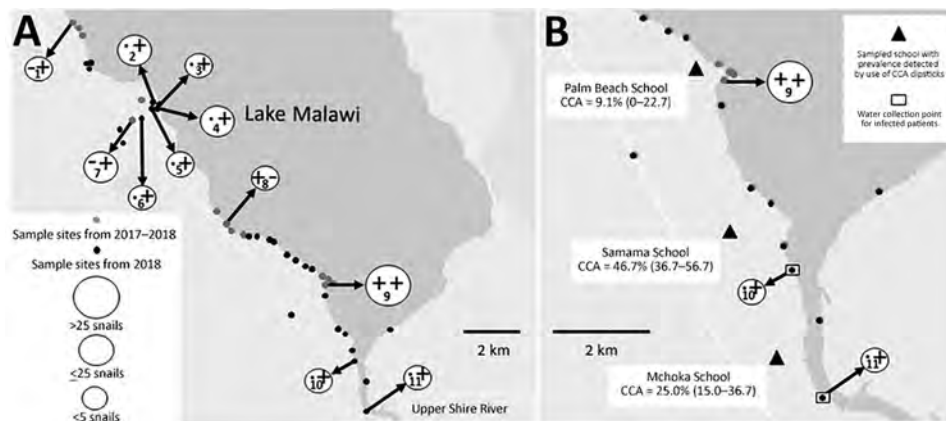 A
-+
1
·+
2
·+
3
·+
4
·+
5
·+
6
-+
7
+-
8
++
9
·+
10
·+
11
Lake Malawi
Sample sites from 2017–2018
Sample sites from 2018
>25 snails
≤25 snails
<5 snails
2 km
Upper Shire River
B
Palm Beach School
CCA = 9.1% (0–22.7)
++
9
Sampled school with
prevalence detected
by use of CCA dipsticks
Water collection point
for infected patients.
Samama School
CCA = 46.7% (36.7–56.7)
·+
10
Mchoka School
CCA = 25.0% (15.0–36.7)
·+
11
2 km